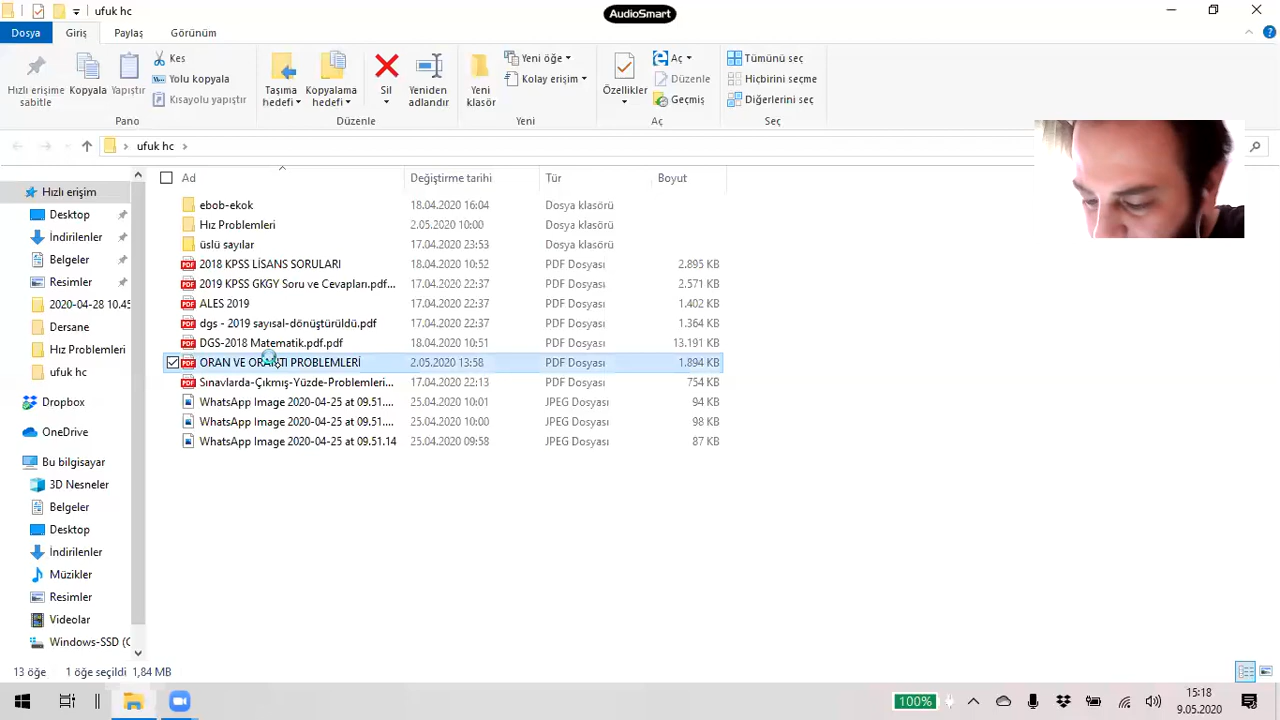 ufuk hc
AudioSmart
Dosya Giriş Paylaş Görünüm
Hızlı erişime sabitle
Kopyala
Yapıştır
Kes
Yolu kopyala
Kısayolu yapıştır
Taşıma hedefi
Kopyalama hedefi
Sil
Yeniden adlandır
Yeni klasör
Yeni öğe
Kolay erişim
Özellikler
Aç
Düzenle
Geçmiş
Tümünü seç
Hiçbirini seçme
Diğerlerini seç
Pano Düzenle Yeni Aç Seç
ufuk hc
Ad Değiştirme tarihi Tür Boyut
ebob-ekok 18.04.2020 16:04 Dosya klasörü
Hız Problemleri 2.05.2020 10:00 Dosya klasörü
üslü sayılar 17.04.2020 23:53 Dosya klasörü
2018 KPSS LİSANS SORULARI 18.04.2020 10:52 PDF Dosyası 2.895 KB
2019 KPSS GKGY Soru ve Cevapları.pdf... 17.04.2020 22:37 PDF Dosyası 2.571 KB
ALES 2019 17.04.2020 22:37 PDF Dosyası 1.402 KB
dgs - 2019 sayısal-dönüştürüldü.pdf 17.04.2020 22:37 PDF Dosyası 1.364 KB
DGS-2018 Matematik.pdf.pdf 18.04.2020 10:51 PDF Dosyası 13.191 KB
ORAN VE ORANTI PROBLEMLERİ 2.05.2020 13:58 PDF Dosyası 1.894 KB
Sınavlarda-Çıkmış-Yüzde-Problemleri... 17.04.2020 22:13 PDF Dosyası 754 KB
WhatsApp Image 2020-04-25 at 09.51.... 25.04.2020 10:01 JPEG Dosyası 94 KB
WhatsApp Image 2020-04-25 at 09.51.... 25.04.2020 10:00 JPEG Dosyası 98 KB
WhatsApp Image 2020-04-25 at 09.51.14 25.04.2020 09:58 JPEG Dosyası 87 KB
Hızlı erişim
Desktop
İndirilenler
Belgeler
Resimler
2020-04-28 10.45
Dersane
Hız Problemleri
ufuk hc
Dropbox
OneDrive
Bu bilgisayar
3D Nesneler
Belgeler
Desktop
İndirilenler
Müzikler
Resimler
Videolar
Windows-SSD (C
13 öğe 1 öğe seçildi 1,84 MB
100%
15:18
9.05.2020